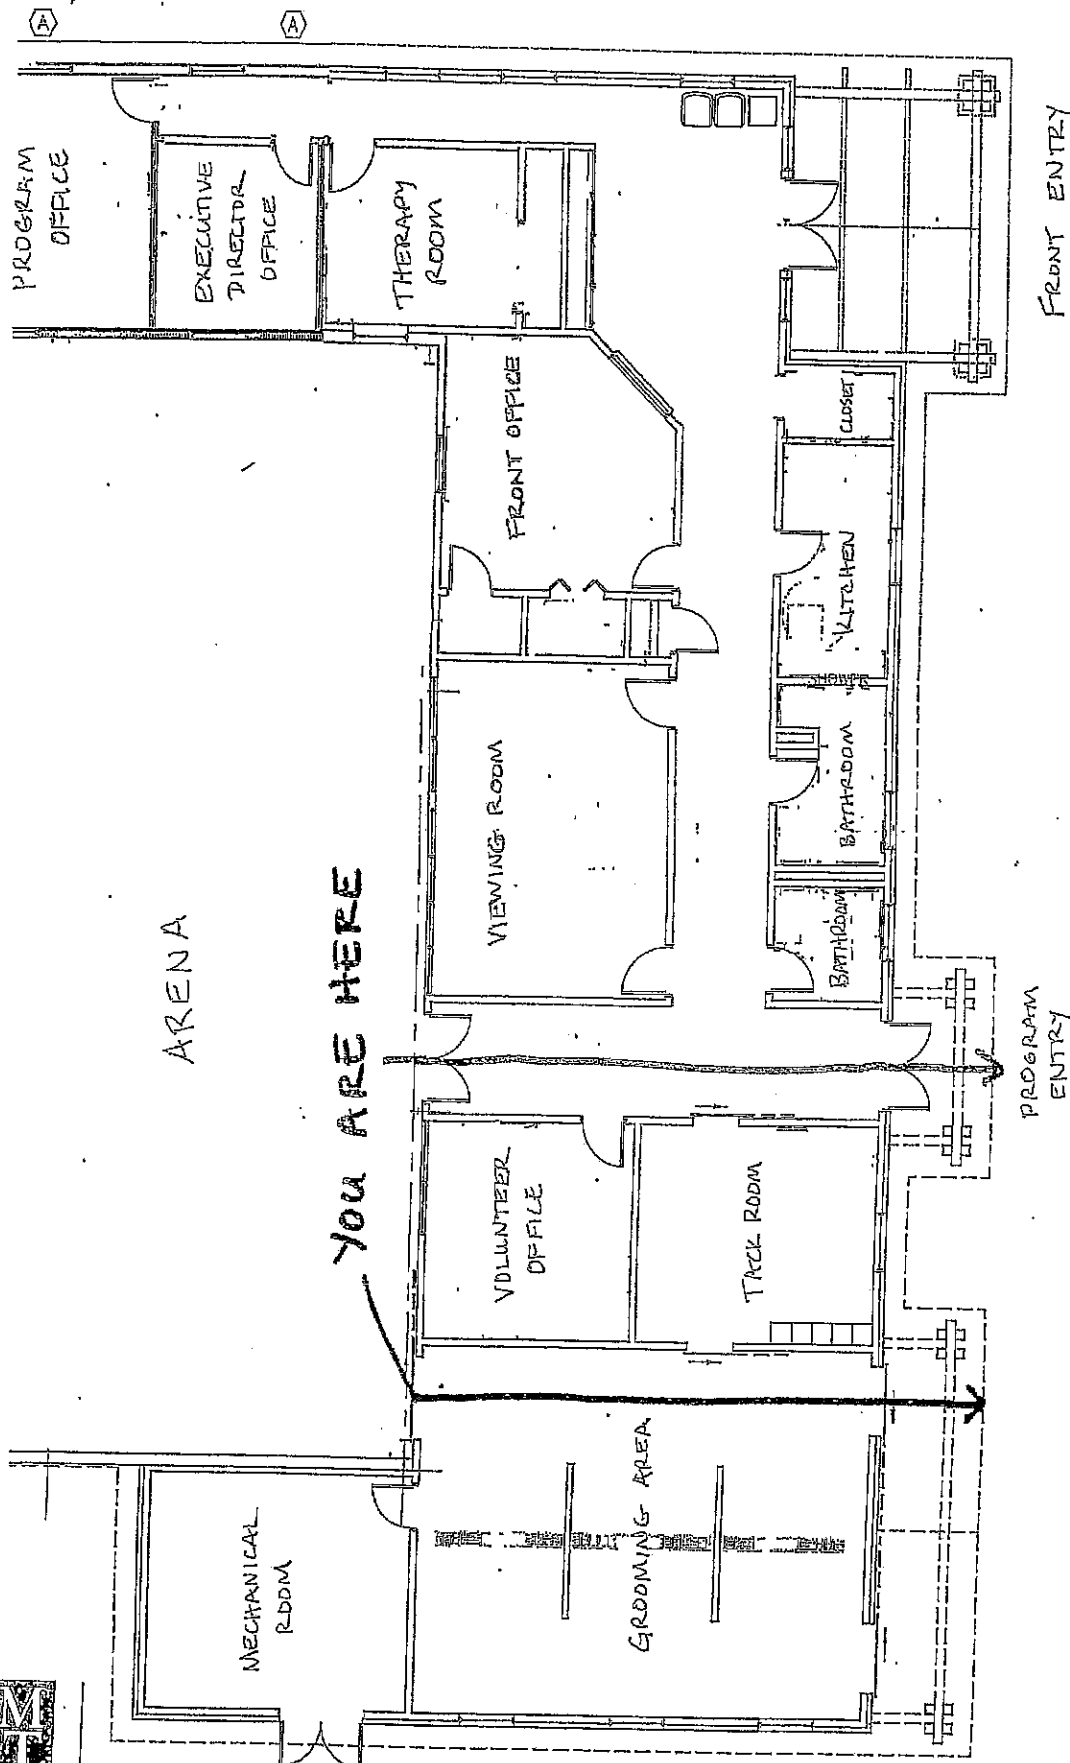 A
A
PROGRAM
OFFICE
EXECUTIVE
DIRECTOR
OFFICE
THERAPY
ROOM
FRONT ENTRY
FRONT OFFICE
CLOSET
KITCHEN
VIEWING ROOM
BATHROOM
BATHROOM
ARENA
YOU ARE HERE
PROGRAM
ENTRY
VOLUNTEER
OFFICE
TACK ROOM
MECHANICAL
ROOM
GROOMING AREA
M